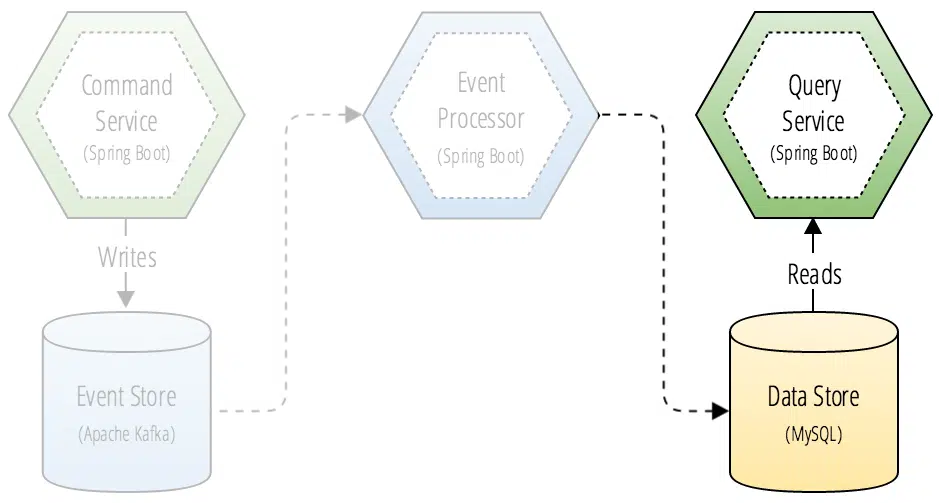 Command
Service
(Spring Boot)
Event
Processor
(Spring Boot)
Query
Service
(Spring Boot)
Writes
Reads
Event Store
(Apache Kafka)
Data Store
(MySQL)